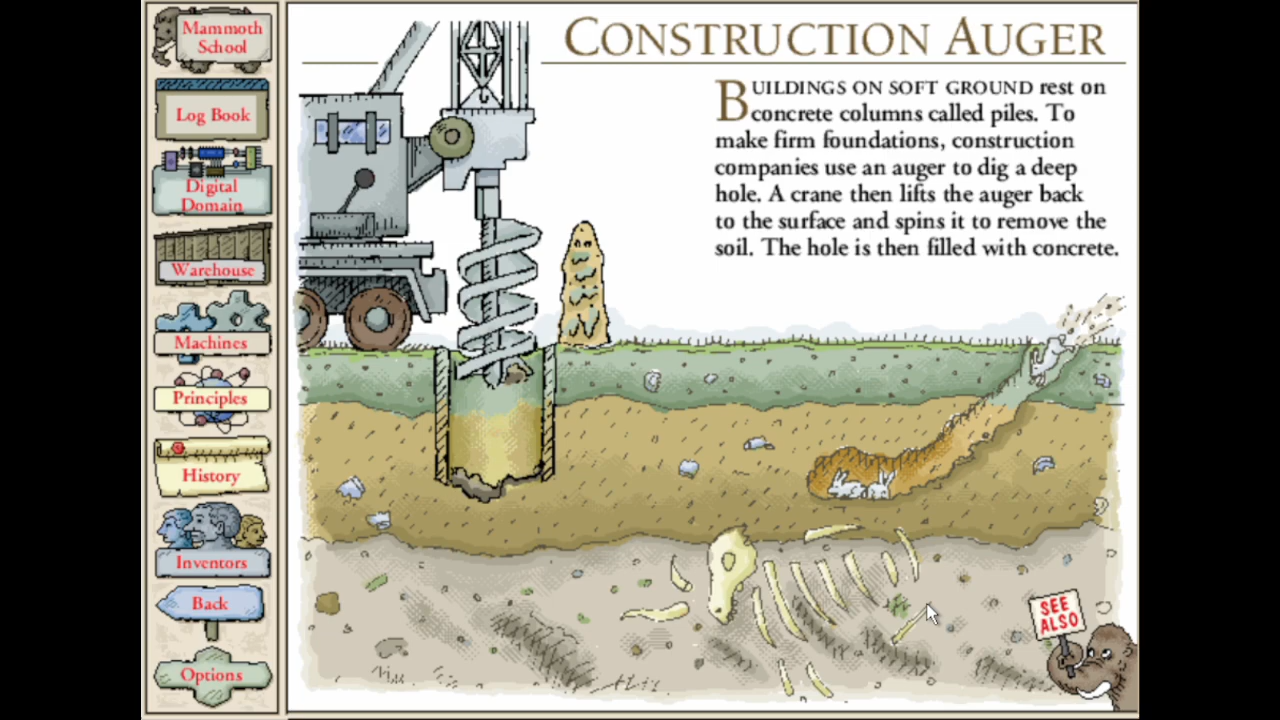 Mammoth
School
Log Book
Digital
Domain
Warehouse
Machines
Principles
History
Inventors
Back
Options
CONSTRUCTION AUGER
BUILDINGS ON SOFT GROUND rest on
concrete columns called piles. To
make firm foundations, construction
companies use an auger to dig a deep
hole. A crane then lifts the auger back
to the surface and spins it to remove the
soil. The hole is then filled with concrete.
SEE
ALSO